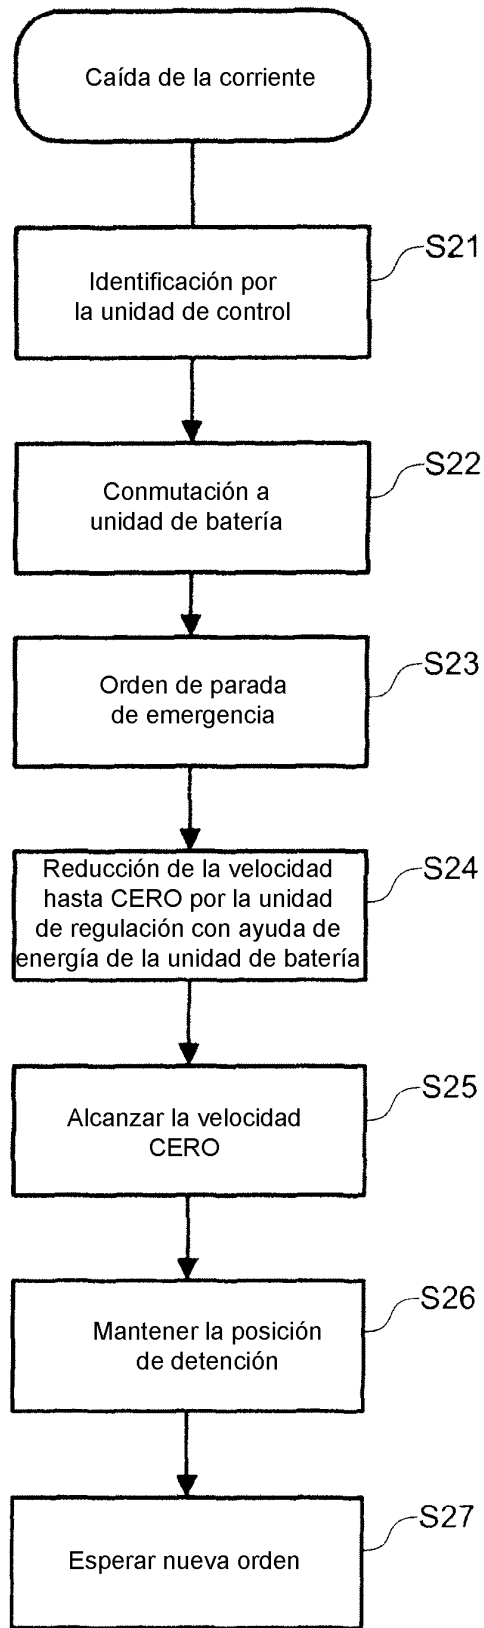 Caída de la corriente
S21
Identificación por
la unidad de control
S22
Conmutación a
unidad de batería
S23
Orden de parada
de emergencia
S24
Reducción de la velocidad
hasta CERO por la unidad
de regulación con ayuda de
energía de la unidad de batería
S25
Alcanzar la velocidad
CERO
S26
Mantener la posición
de detención
S27
Esperar nueva orden